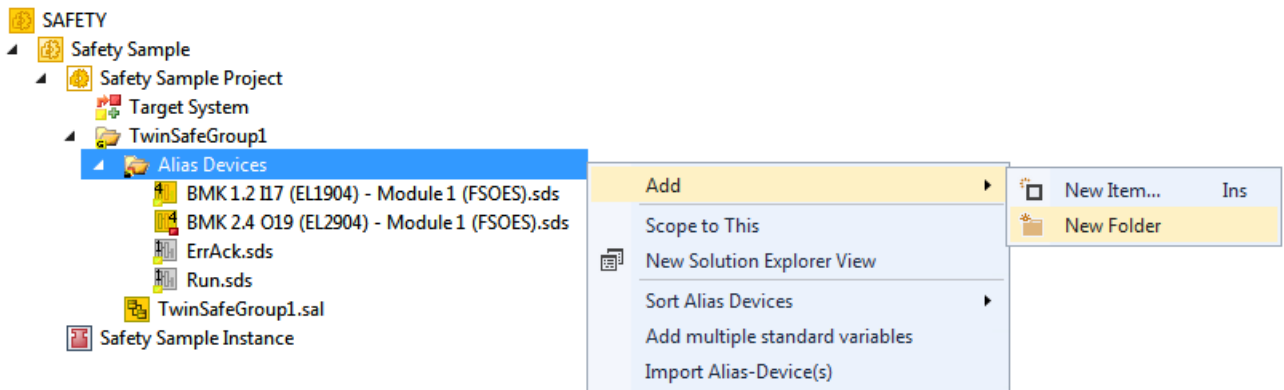 SAFETY
Safety Sample
Safety Sample Project
Target System
TwinSafeGroup1
Alias Devices
BMK 1.2 I17 (EL1904) - Module 1 (FSOES).sds
BMK 2.4 O19 (EL2904) - Module 1 (FSOES).sds
ErrAck.sds
Run.sds
TwinSafeGroup1.sal
Safety Sample Instance
Add
Scope to This
New Solution Explorer View
Sort Alias Devices
Add multiple standard variables
Import Alias-Device(s)
New Item... Ins
New Folder